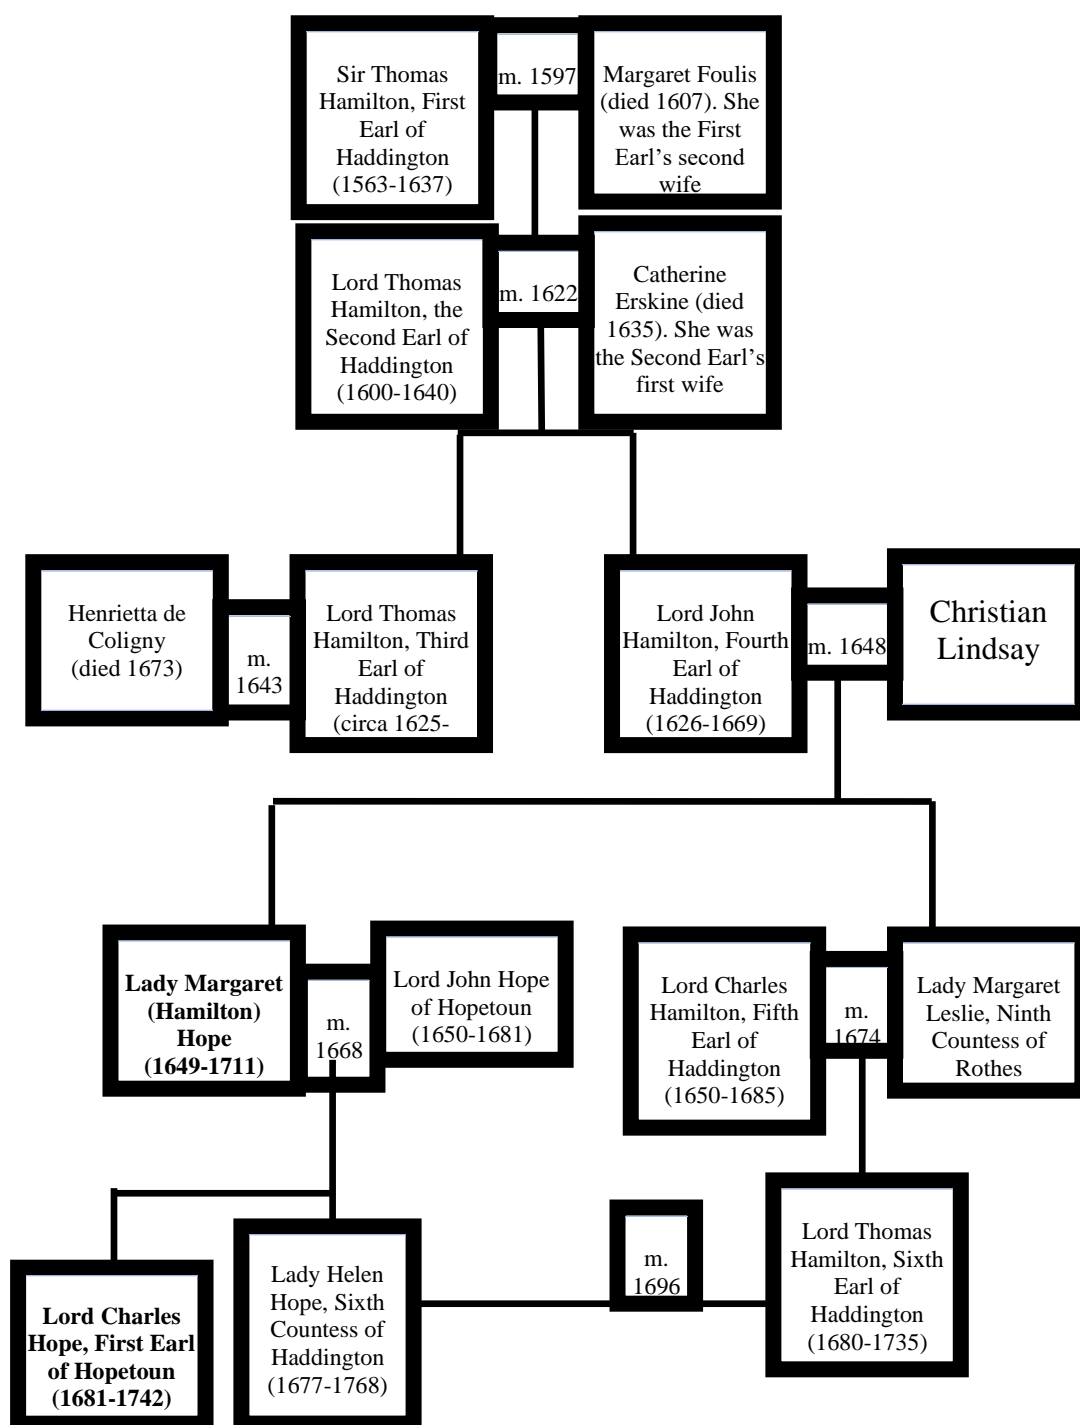 Sir Thomas
Hamilton, First
Earl of
Haddington
(1563-1637)
m. 1597
Margaret Foulis
(died 1607). She
was the First
Earl’s second
wife
Lord Thomas
Hamilton, the
Second Earl of
Haddington
(1600-1640)
m. 1622
Catherine
Erskine (died
1635). She was
the Second Earl’s
first wife
Henrietta de
Coligny
(died 1673)
m.
1643
Lord Thomas
Hamilton, Third
Earl of
Haddington
(circa 1625-
Lord John
Hamilton, Fourth
Earl of
Haddington
(1626-1669)
m. 1648
Christian
Lindsay
Lady Margaret
(Hamilton)
Hope
(1649-1711)
m.
1668
Lord John Hope
of Hopetoun
(1650-1681)
Lord Charles
Hamilton, Fifth
Earl of
Haddington
(1650-1685)
m.
1674
Lady Margaret
Leslie, Ninth
Countess of
Rothes
Lord Charles
Hope, First Earl
of Hopetoun
(1681-1742)
Lady Helen
Hope, Sixth
Countess of
Haddington
(1677-1768)
m.
1696
Lord Thomas
Hamilton, Sixth
Earl of
Haddington
(1680-1735)